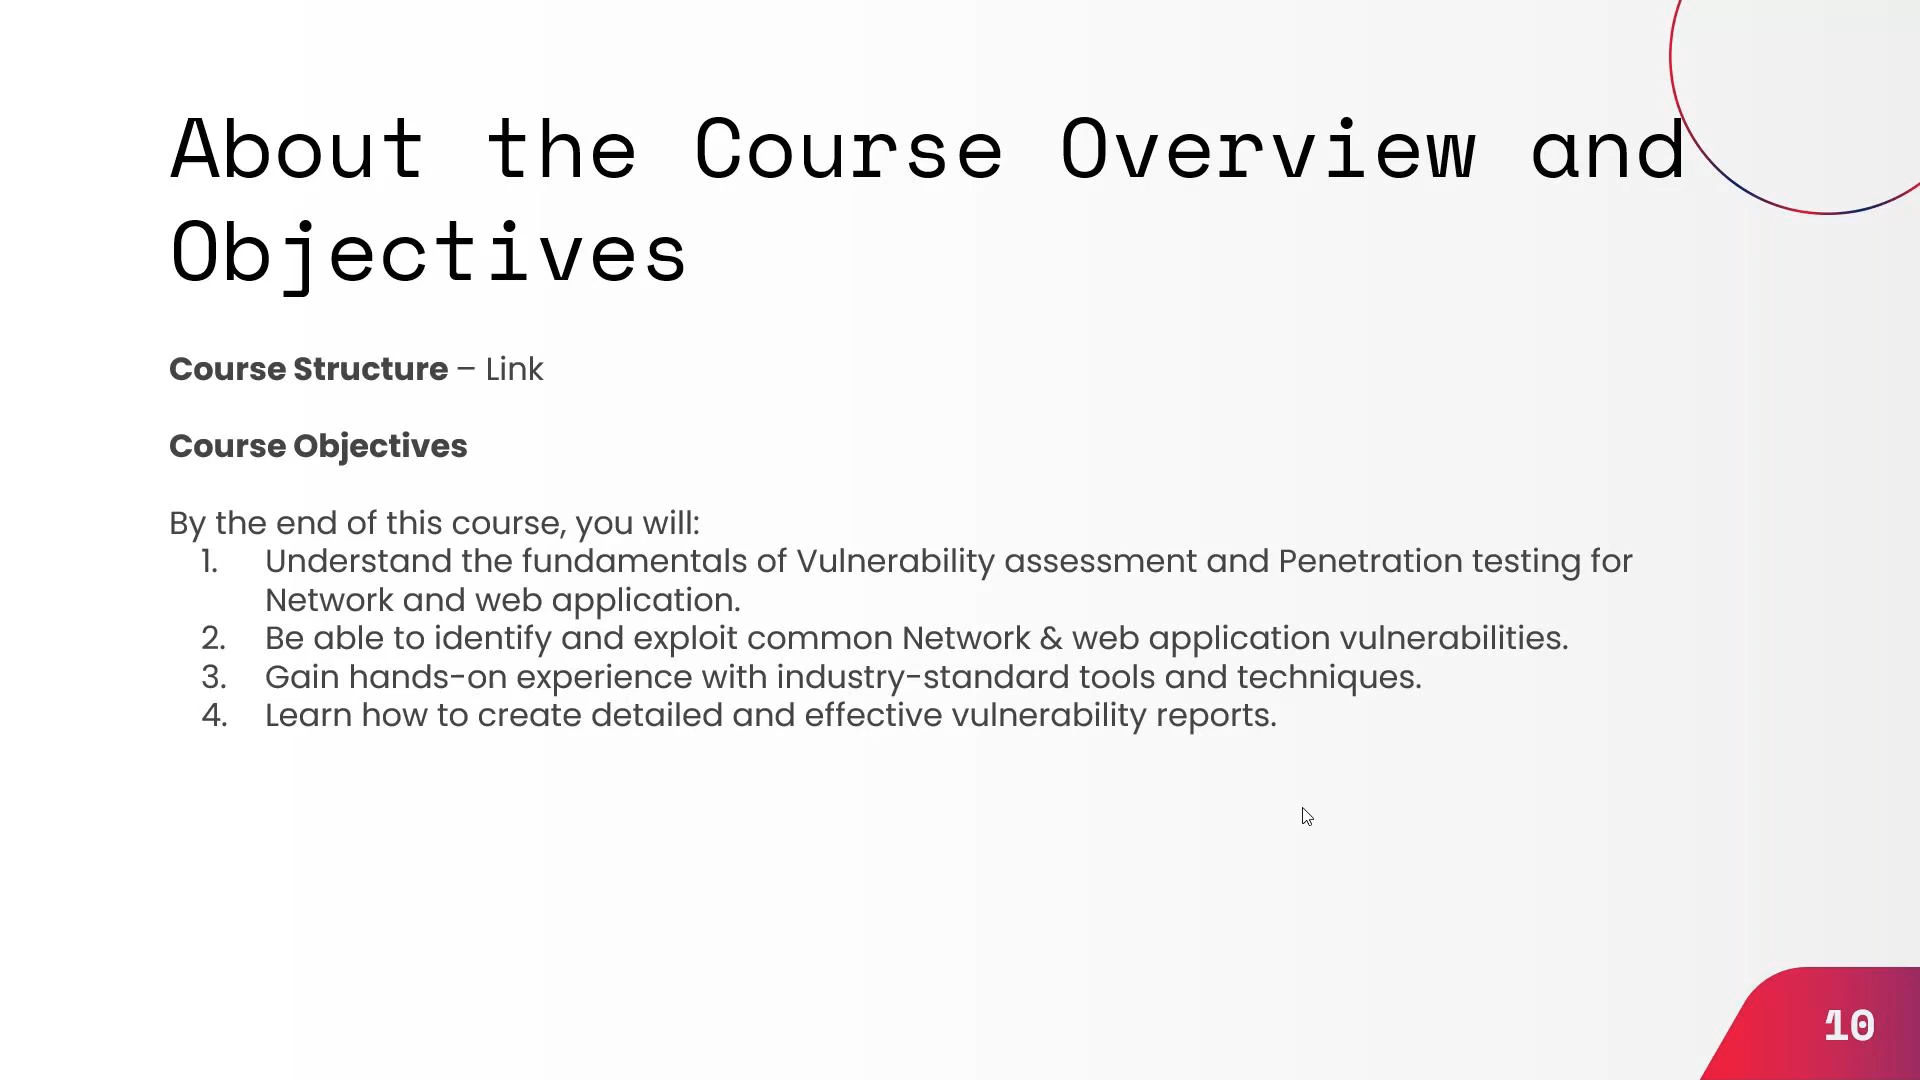 About the Course Overview and
Objectives
Course Structure – Link
Course Objectives
By the end of this course, you will:
1. Understand the fundamentals of Vulnerability assessment and Penetration testing for
Network and web application.
2. Be able to identify and exploit common Network & web application vulnerabilities.
3. Gain hands-on experience with industry-standard tools and techniques.
4. Learn how to create detailed and effective vulnerability reports.
10